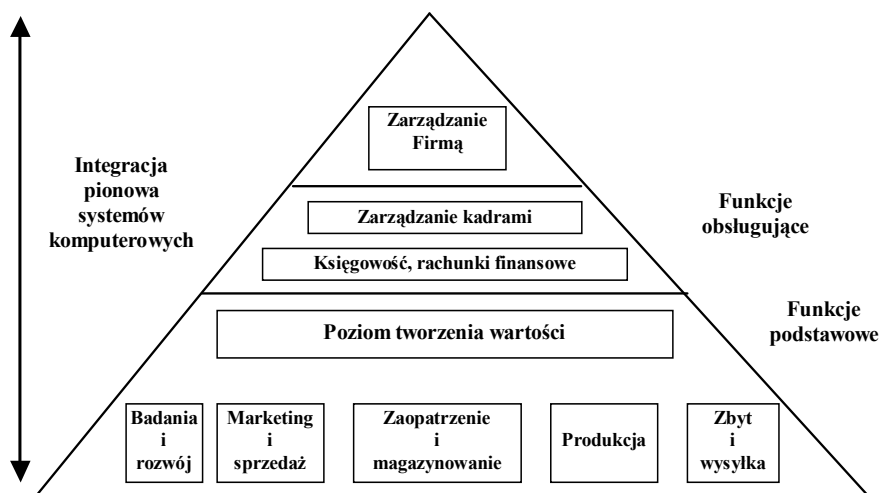 Zarządzanie
Firmą
Integracja
pionowa
systemów
komputerowych
Zarządzanie kadrami
Funkcje
obsługujące
Księgowość, rachunki finansowe
Poziom tworzenia wartości
Funkcje
podstawowe
Badania
i
rozwój
Marketing
i
sprzedaż
Zaopatrzenie
i
magazynowanie
Produkcja
Zbyt
i
wysyłka